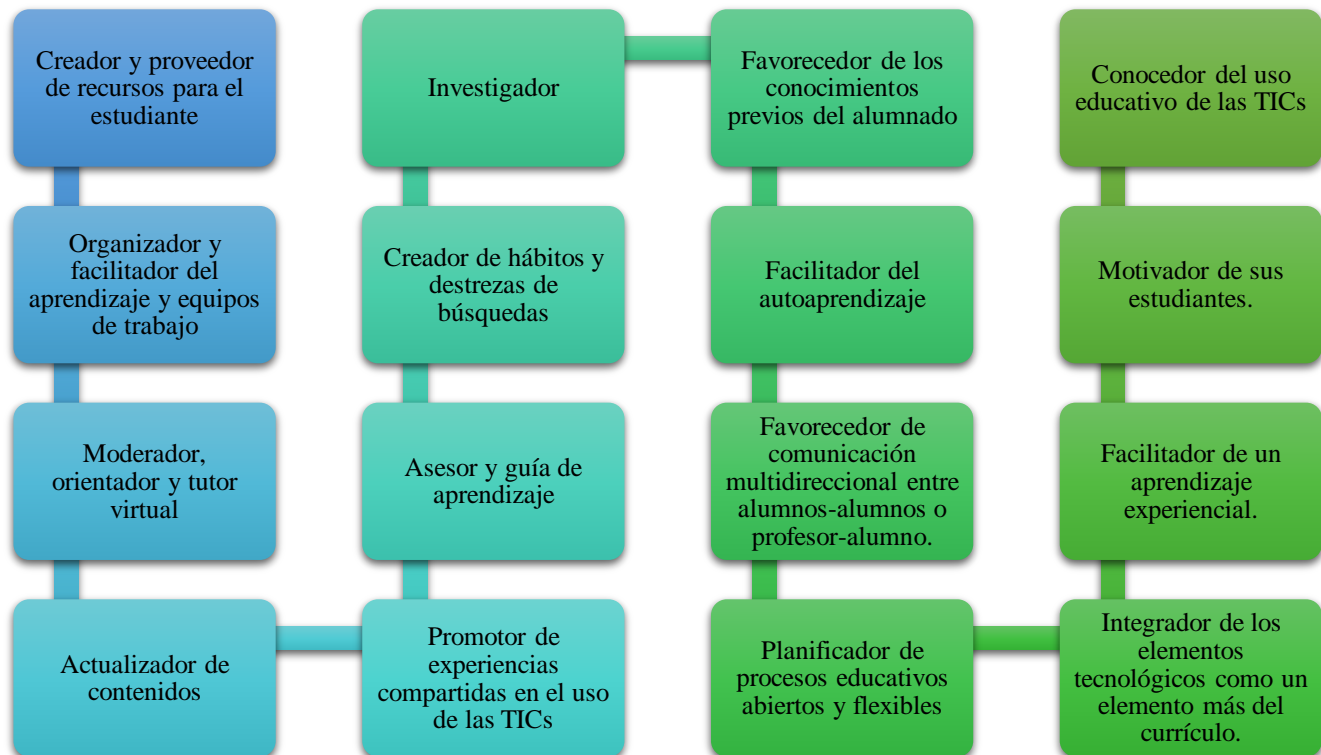 Creador y proveedor
de recursos para el
estudiante
Organizador y
facilitador del
aprendizaje y equipos
de trabajo
Moderador,
orientador y tutor
virtual
Actualizador de
contenidos
Promotor de
experiencias
compartidas en el uso
de las TICs
Asesor y guía de
aprendizaje
Creador de hábitos y
destrezas de
búsquedas
Investigador
Favorecedor de los
conocimientos
previos del alumnado
Facilitador del
autoaprendizaje
Favorecedor de
comunicación
multidireccional entre
alumnos-alumnos o
profesor-alumno.
Planificador de
procesos educativos
abiertos y flexibles
Integrador de los
elementos
tecnológicos como un
elemento más del
currículo.
Facilitador de un
aprendizaje
experiencial.
Motivador de sus
estudiantes.
Conocedor del uso
educativo de las TICs